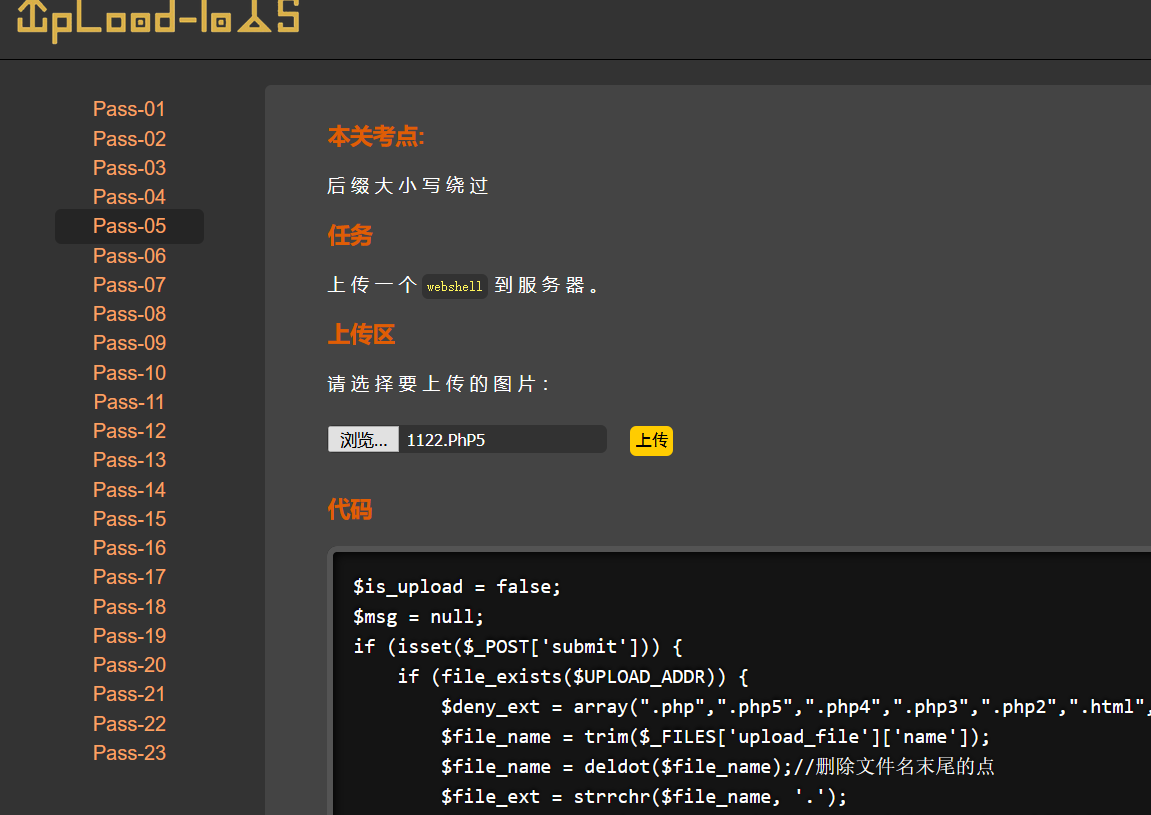 UpLoad-labS
Pass-01
Pass-02
Pass-03
Pass-04
Pass-05
Pass-06
Pass-07
Pass-08
Pass-09
Pass-10
Pass-11
Pass-12
Pass-13
Pass-14
Pass-15
Pass-16
Pass-17
Pass-18
Pass-19
Pass-20
Pass-21
Pass-22
Pass-23
本关考点:
后缀大小写绕过
任务
上传一个 webshell 到服务器。
上传区
请选择要上传的图片:
浏览... 1122.PhP5 上传
代码
$is_upload = false;
$msg = null;
if (isset($_POST['submit'])) {
    if (file_exists($UPLOAD_ADDR)) {
        $deny_ext = array(".php",".php5",".php4",".php3",".php2",".html",
        $file_name = trim($_FILES['upload_file']['name']);
        $file_name = deldot($file_name);//删除文件名末尾的点
        $file_ext = strrchr($file_name, '.');